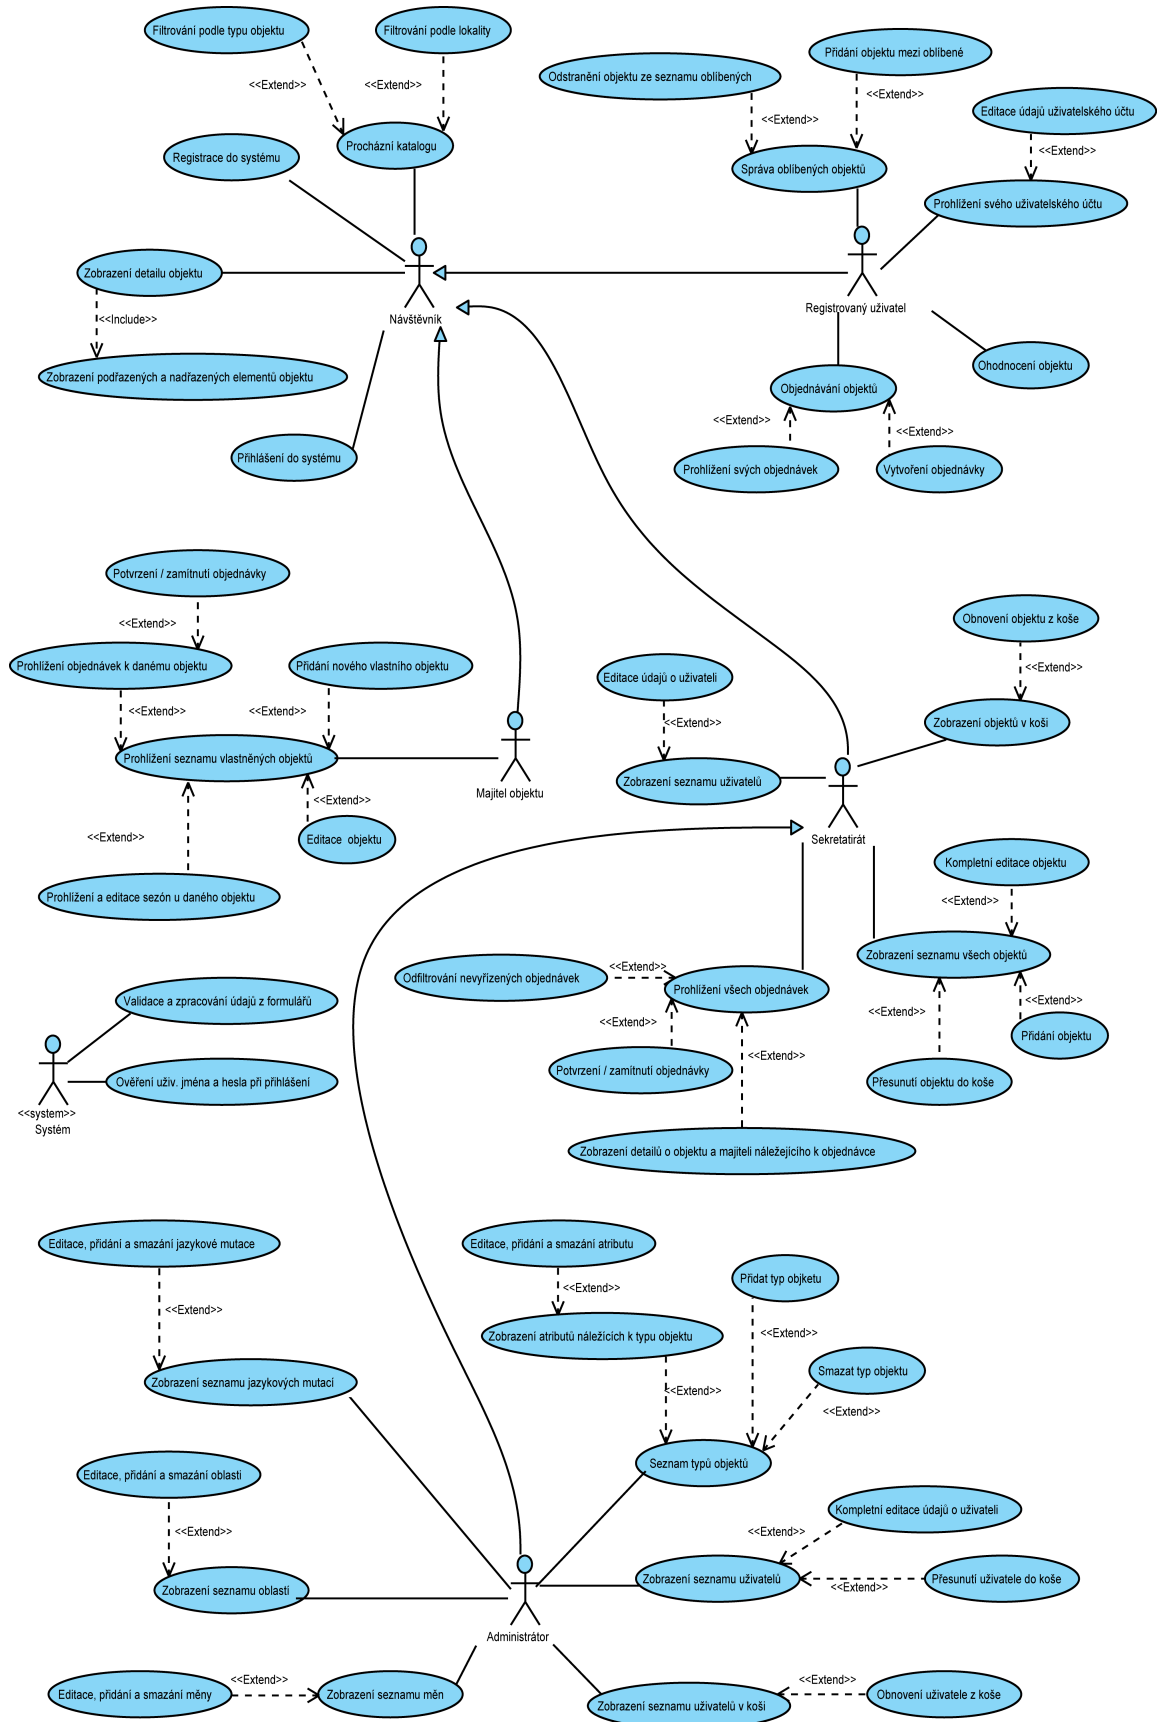 Filtrování podle typu objektu
Filtrování podle lokality
<<Extend>>
<<Extend>>
Procházní katalogu
Registrace do systému
Zobrazení detailu objektu
<<Include>>
Zobrazení podřazených a nadřazených elementů objektu
Návštěvník
Přihlášení do systému
Přidání objektu mezi oblíbené
Odstranění objektu ze seznamu oblíbených
<<Extend>>
<<Extend>>
Editace údajů uživatelského účtu
<<Extend>>
Správa oblíbených objektů
Prohlížení svého uživatelského účtu
Registrovaný uživatel
Ohodnocení objektu
Objednávání objektů
<<Extend>>
<<Extend>>
Prohlížení svých objednávek
Vytvoření objednávky
Potvrzení / zamítnutí objednávky
<<Extend>>
Prohlížení objednávek k danému objektu
Přidání nového vlastního objektu
<<Extend>>
<<Extend>>
Prohlížení seznamu vlastněných objektů
Majitel objektu
<<Extend>>
<<Extend>>
Editace  objektu
Prohlížení a editace sezón u daného objektu
Obnovení objektu z koše
<<Extend>>
Editace údajů o uživateli
<<Extend>>
Zobrazení objektů v koši
Zobrazení seznamu uživatelů
Sekretatirát
Kompletní editace objektu
<<Extend>>
Zobrazení seznamu všech objektů
Odfiltrování nevyřízených objednávek
<<Extend>>
Prohlížení všech objednávek
<<Extend>>
<<Extend>>
<<Extend>>
<<Extend>>
Přidání objektu
Potvrzení / zamítnutí objednávky
Přesunutí objektu do koše
Zobrazení detailů o objektu a majiteli náležejícího k objednávce
Validace a zpracování údajů z formulářů
Ověření uživ. jména a hesla při přihlášení
<<system>>
Systém
Editace, přidání a smazání jazykové mutace
<<Extend>>
Zobrazení seznamu jazykových mutací
Editace, přidání a smazání atributu
<<Extend>>
Přidat typ objketu
Zobrazení atributů náležících k typu objektu
<<Extend>>
<<Extend>>
Smazat typ objektu
<<Extend>>
Seznam typů objektů
Editace, přidání a smazání oblasti
<<Extend>>
Zobrazení seznamu oblastí
Kompletní editace údajů o uživateli
<<Extend>>
Zobrazení seznamu uživatelů
<<Extend>>
Přesunutí uživatele do koše
Administrátor
Editace, přidání a smazání měny
<<Extend>>
Zobrazení seznamu měn
Zobrazení seznamu uživatelů v koši
<<Extend>>
Obnovení uživatele z koše